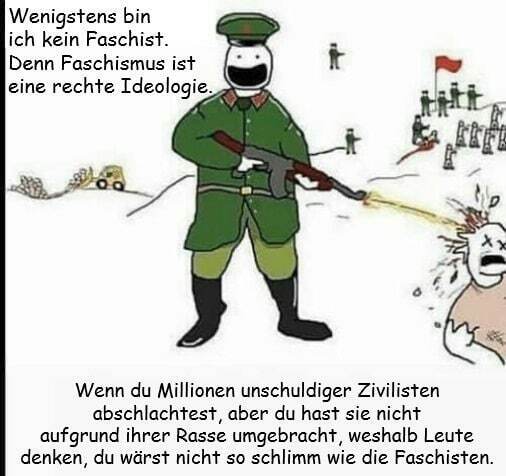 Wenigstens bin
ich kein Faschist.
Denn Faschismus ist
eine rechte Ideologie.
Wenn du Millionen unschuldiger Zivilisten
abschlachtest, aber du hast sie nicht
aufgrund ihrer Rasse umgebracht, weshalb Leute
denken, du wärst nicht so schlimm wie die Faschisten.